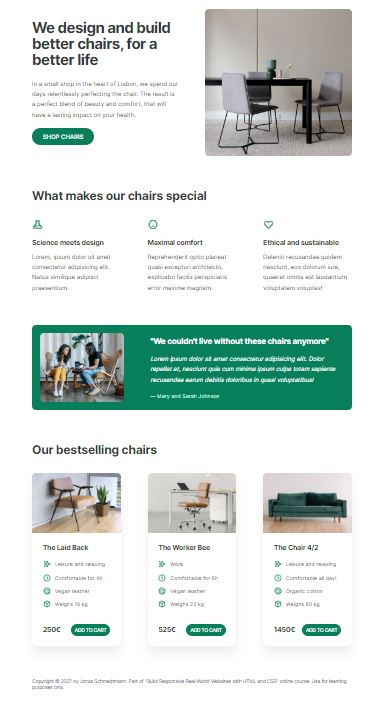 We design and build
better chairs, for a
better life
In a small shop in the heart of Lisbon, we spend our
days relentlessly perfecting the chair. The result is
a perfect blend of beauty and comfort, that will
have a lasting impact on your health.
SHOP CHAIRS
What makes our chairs special
Science meets design
Lorem, ipsum dolor sit amet
consectetur adipisicing elit.
Natus similique adipisci
praesentium.
Maximal comfort
Reprehenderit optio placeat
quasi excepturi architecto,
explicabo facilis perspiciatis
error maxime magnam.
Ethical and sustainable
Deleniti recusandae quidem
nesciunt, eos dolorum iure,
quaerat omnis est laudantium
voluptatem voluptas!
"We couldn't live without these chairs anymore"
Lorem ipsum dolor sit amet consectetur adipisicing elit. Dolor
repellat et, nesciunt quia cum minima ipsum culpa totam sapiente
recusandae earum debitis doloribus in quasi voluptatibus!
— Mary and Sarah Johnson
Our bestselling chairs
The Laid Back
Leisure and relaxing
Comfortable for 4h
Vegan leather
Weighs 16 kg
250€ ADD TO CART
The Worker Bee
Work
Comfortable for 8h
Vegan leather
Weighs 22 kg
525€ ADD TO CART
The Chair 4/2
Leisure and relaxing
Comfortable all day!
Organic cotton
Weighs 80 kg
1450€ ADD TO CART
Copyright © 2027 by Jonas Schmedtmann. Part of "Build Responsive Real-World Websites with HTML and CSS" online course. Use for learning
purposes only.